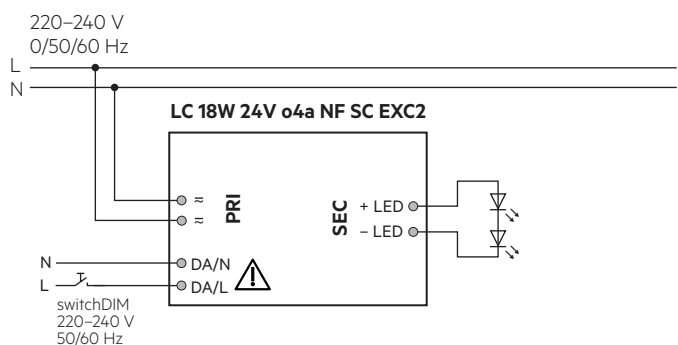 220–240 V
0/50/60 Hz
L
N
LC 18W 24V o4a NF SC EXC2
≂
≂
PRI
SEC
+ LED
– LED
N
DA/N
L
DA/L
switchDIM
220–240 V
50/60 Hz